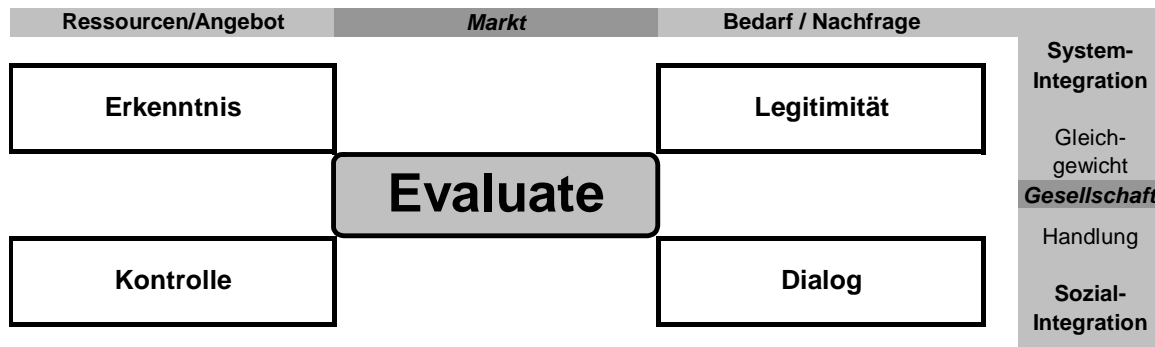 Ressourcen/Angebot Markt Bedarf / Nachfrage
System-
Integration
Erkenntnis Legitimität
Gleich-
gewicht
Evaluate
Gesellschaft
Handlung
Kontrolle Dialog
Sozial-
Integration